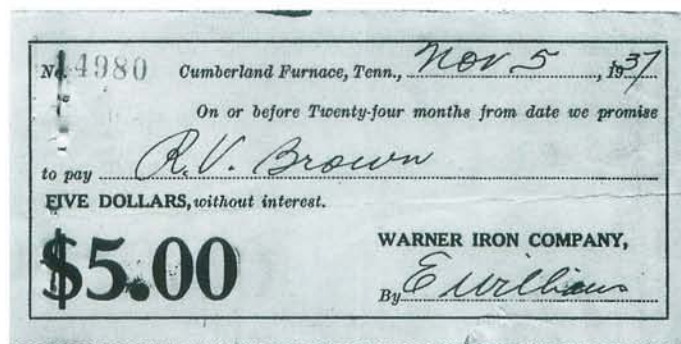 No. 14980 Cumberland Furnace, Tenn., Nov 5, 1937
On or before Twenty-four months from date we promise
to pay R. V. Brown
FIVE DOLLARS, without interest.
$5.00
WARNER IRON COMPANY,
By E Williams